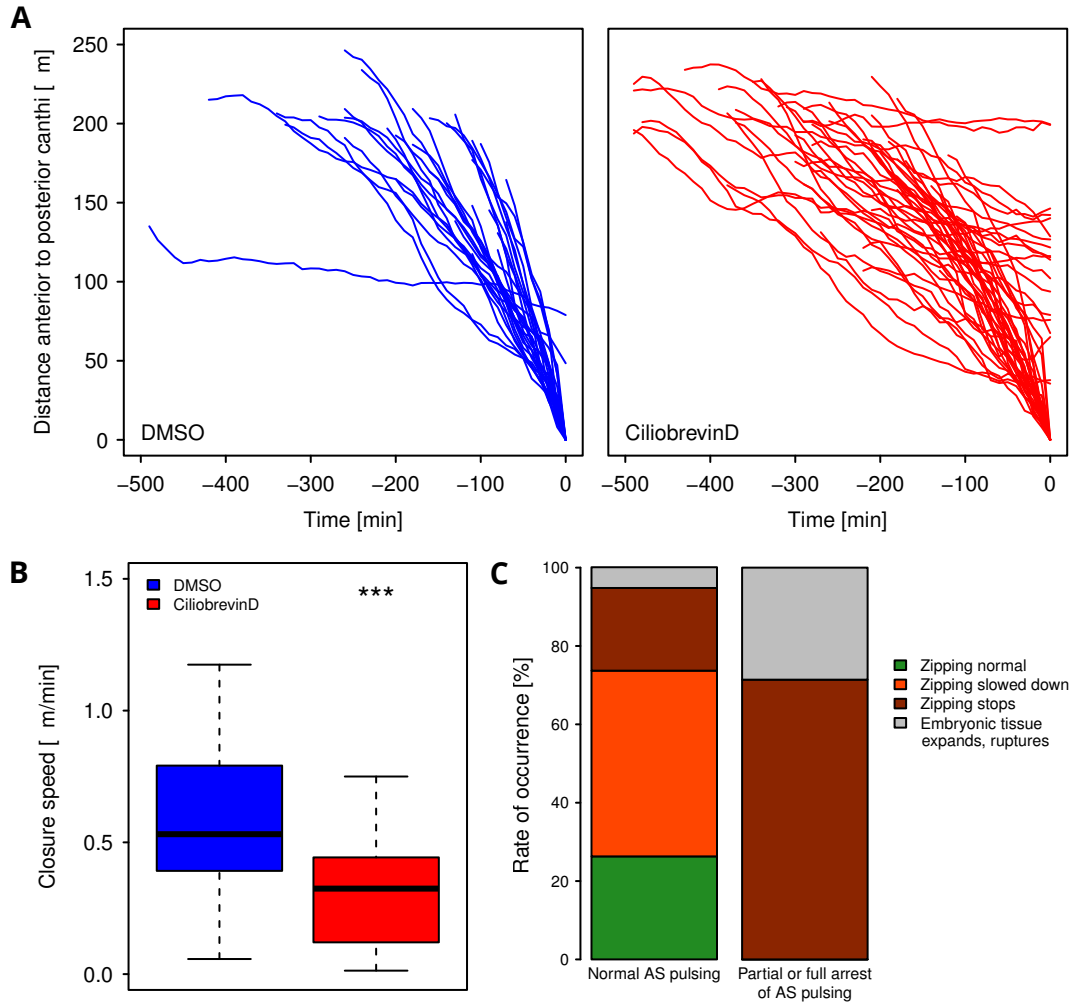 A
Distance anterior to posterior canthi [ m]
250
200
150
100
50
0
DMSO
CiliobrevinD
−500 −400 −300 −200 −100 0
−500 −400 −300 −200 −100 0
Time [min]
Time [min]
B
Closure speed [ m/min]
1.5
1.0
0.5
0.0
DMSO
CiliobrevinD
***
C
Rate of occurrence [%]
100
80
60
40
20
0
Normal AS pulsing
Partial or full arrest
of AS pulsing
Zipping normal
Zipping slowed down
Zipping stops
Embryonic tissue
expands, ruptures